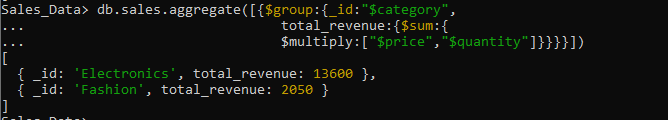 Sales_Data> db.sales.aggregate([{$group:{_id:"$category",
... total_revenue:{$sum:{
... $multiply:["$price","$quantity"]}}}}])
[
{ _id: 'Electronics', total_revenue: 13600 },
{ _id: 'Fashion', total_revenue: 2050 }
]